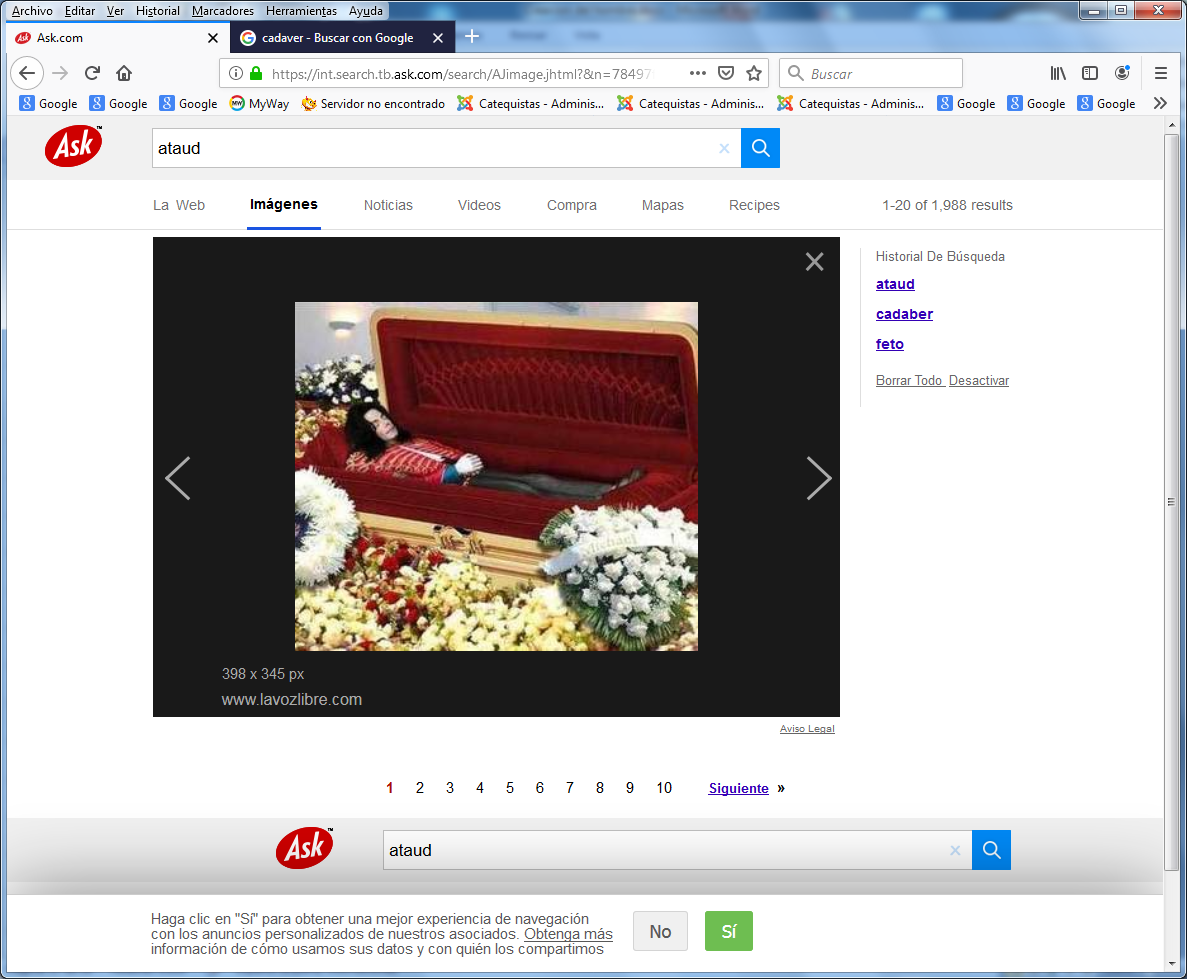 Archivo Editar Ver Historial Marcadores Herramientas Ayuda
Ask.com
cadaver - Buscar con Google
https://int.search.tb.ask.com/search/AJimage.jhtml?&n=78497
Buscar
Google Google Google MyWay Servidor no encontrado Catequistas - Adminis... Catequistas - Adminis... Catequistas - Adminis... Google Google Google
Ask™
ataud
La Web Imágenes Noticias Videos Compra Mapas Recipes 1-20 of 1,988 results
Historial De Búsqueda
ataud
cadaber
feto
Borrar Todo Desactivar
Michael
398 x 345 px
www.lavozlibre.com
Aviso Legal
1 2 3 4 5 6 7 8 9 10 Siguiente »
Ask™
ataud
Haga clic en "Sí" para obtener una mejor experiencia de navegación
con los anuncios personalizados de nuestros asociados. Obtenga más
información de cómo usamos sus datos y con quién los compartimos
No Sí